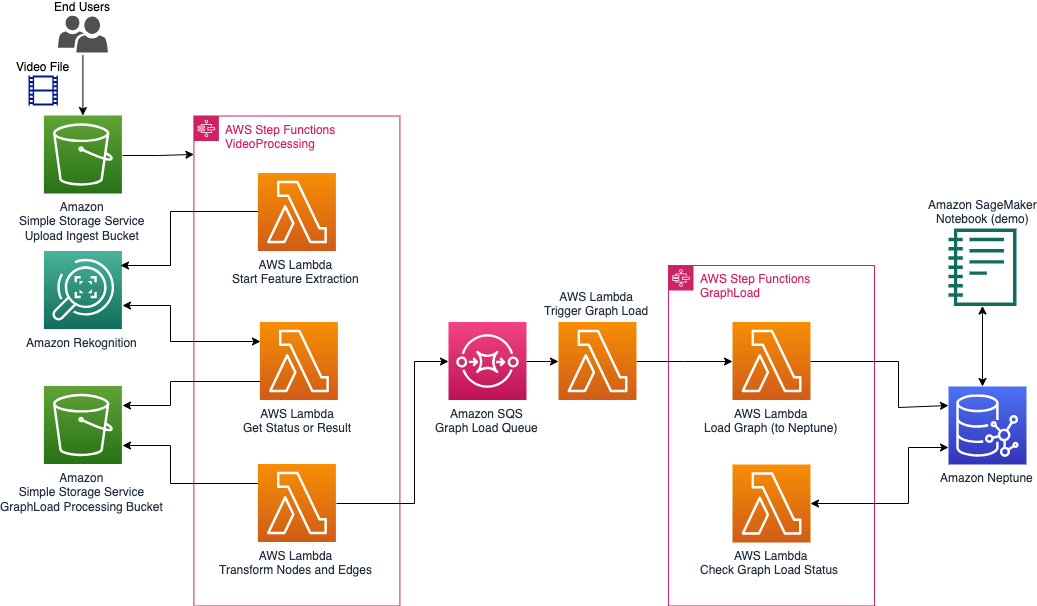 End Users
Video File
AWS Step Functions
VideoProcessing
Amazon
Simple Storage Service
Upload Ingest Bucket
AWS Lambda
Start Feature Extraction
Amazon Rekognition
AWS Lambda
Get Status or Result
Amazon
Simple Storage Service
GraphLoad Processing Bucket
AWS Lambda
Transform Nodes and Edges
Amazon SQS
Graph Load Queue
AWS Lambda
Trigger Graph Load
AWS Step Functions
GraphLoad
AWS Lambda
Load Graph (to Neptune)
AWS Lambda
Check Graph Load Status
Amazon SageMaker
Notebook (demo)
Amazon Neptune